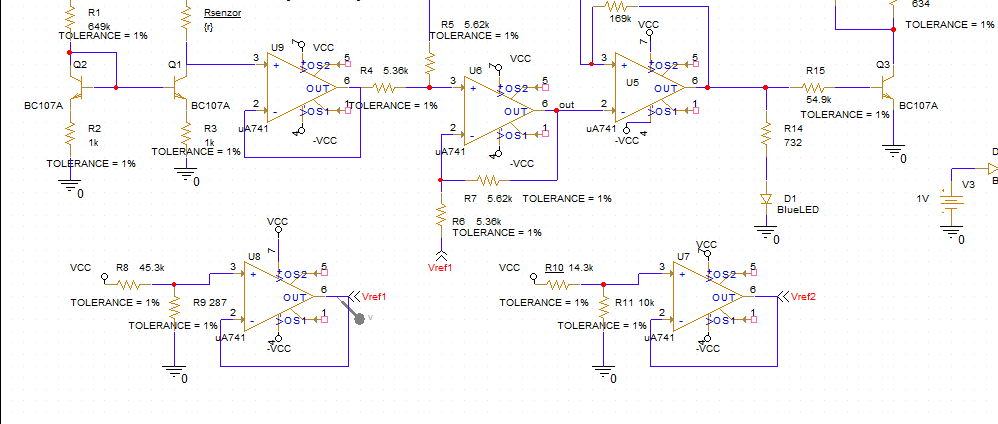 R1
649k
TOLERANCE = 1%
Rsenzor
{r}
Q2
BC107A
Q1
BC107A
R2
1k
TOLERANCE = 1%
0
R3
1k
TOLERANCE = 1%
0
U9
VCC
7
3
+
OS2
5
OUT
6
2
-
OS1
1
uA741
4
-VCC
R4 5.36k
TOLERANCE = 1%
R5 5.62k
TOLERANCE = 1%
U6
VCC
7
3
+
OS2
5
OUT
6
out
2
-
OS1
1
uA741
4
-VCC
R7 5.62k TOLERANCE = 1%
R6 5.36k
TOLERANCE = 1%
Vref1
169k
VCC
7
3
+
U5
OS2
5
OUT
6
2
-
OS1
1
uA741
4
-VCC
R15
54.9k
TOLERANCE = 1%
R14
732
D1
BlueLED
0
634
TOLERANCE = 1%
Q3
BC107A
0
V3
1V
0
D
B
VCC
R8 45.3k
TOLERANCE = 1%
R9 287
TOLERANCE = 1%
0
VCC
7
U8
3
+
OS2
5
OUT
6
2
-
OS1
1
uA741
4
-VCC
Vref1
V
VCC
R10 14.3k
TOLERANCE = 1%
R11 10k
TOLERANCE = 1%
0
VCC
7
U7
3
+
OS2
5
OUT
6
2
-
OS1
1
uA741
4
-VCC
Vref2